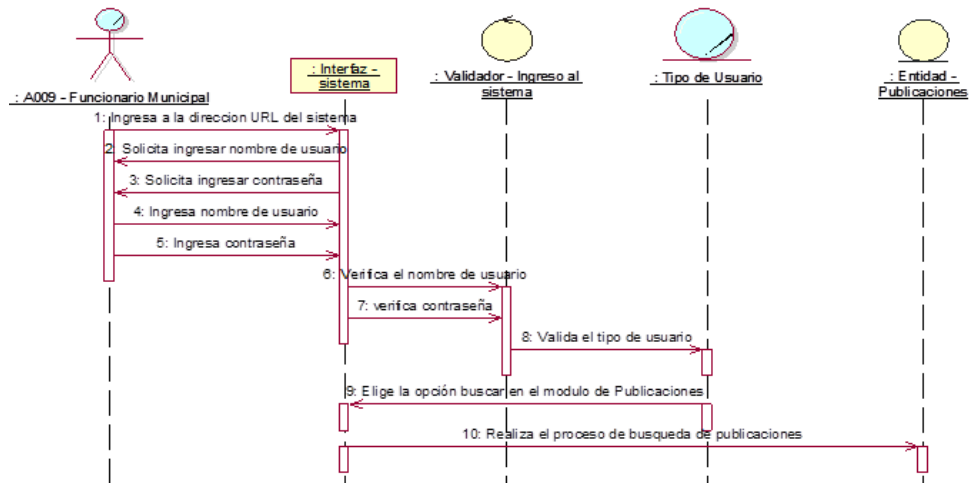 : A009 - Funcionario Municipal
: Interfaz -
sistema
: Validador - Ingreso al
sistema
: Tipo de Usuario
: Entidad -
Publicaciones
1: Ingresa a la direccion URL del sistema
2: Solicita ingresar nombre de usuario
3: Solicita ingresar contraseña
4: Ingresa nombre de usuario
5: Ingresa contraseña
6: Verifica el nombre de usuario
7: verifica contraseña
8: Valida el tipo de usuario
9: Elige la opción buscar en el modulo de Publicaciones
10: Realiza el proceso de busqueda de publicaciones